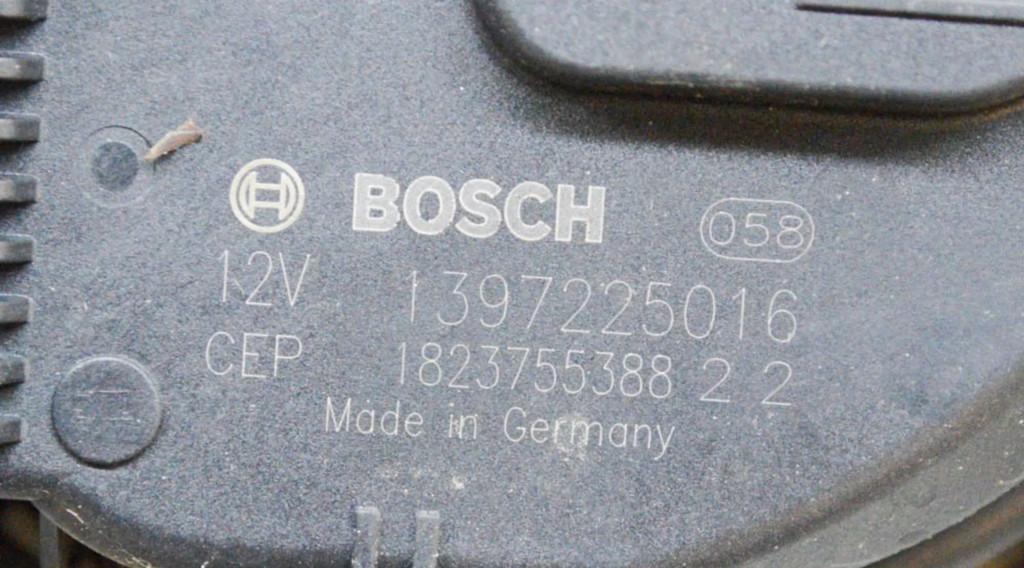 BOSCH 058
12V 1397225016
CEP 1823755388 2 2
Made in Germany